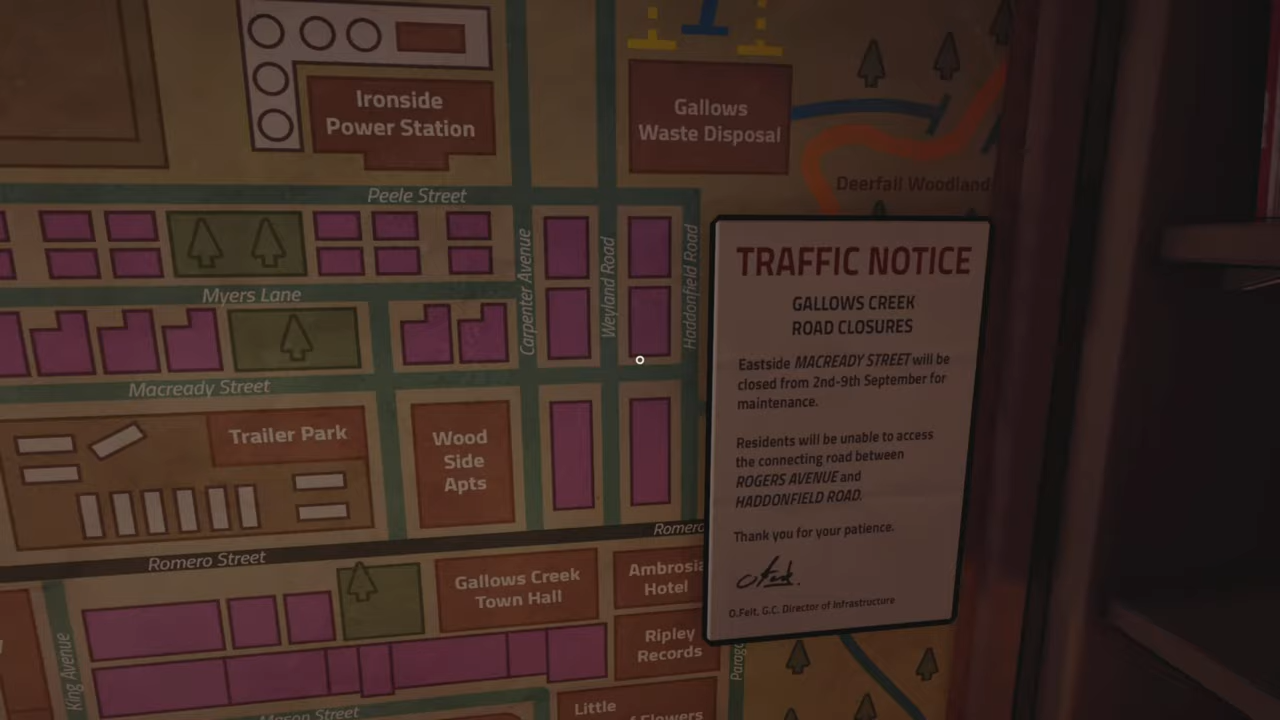 Ironside
Power Station
Gallows
Waste Disposal
Deerfall Woodland
Peele Street
Carpenter Avenue
Weyland Road
Haddonfield Road
Myers Lane
Macready Street
Trailer Park
Wood
Side
Apts
TRAFFIC NOTICE
GALLOWS CREEK
ROAD CLOSURES
Eastside MACREADY STREET will be
closed from 2nd-9th September for
maintenance.
Residents will be unable to access
the connecting road between
ROGERS AVENUE and
HADDONFIELD ROAD.
Thank you for your patience.
O.Felt, G.C. Director of Infrastructure
Romero
Romero Street
Gallows Creek
Town Hall
Ambrosia
Hotel
Ripley
Records
King Avenue
Mason Street
Little
of Flowers